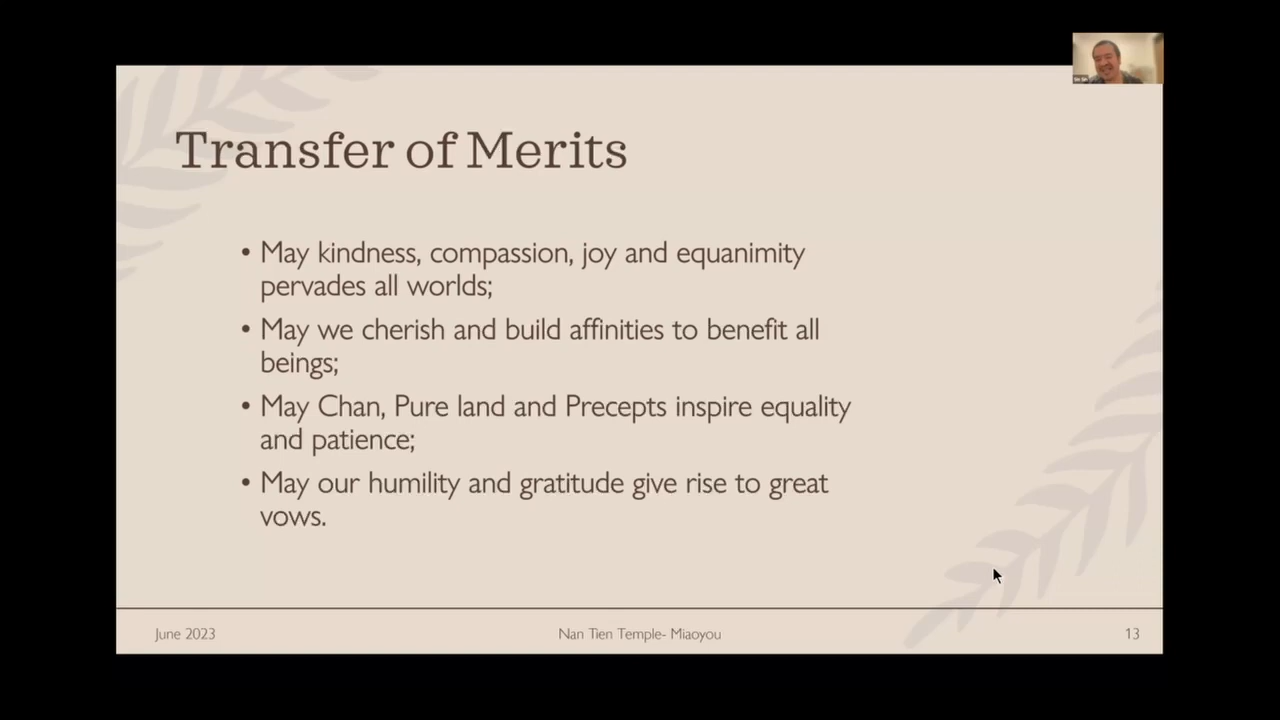 Transfer of Merits
• May kindness, compassion, joy and equanimity
pervades all worlds;
• May we cherish and build affinities to benefit all
beings;
• May Chan, Pure land and Precepts inspire equality
and patience;
• May our humility and gratitude give rise to great
vows.
June 2023
Nan Tien Temple- Miaoyou
13